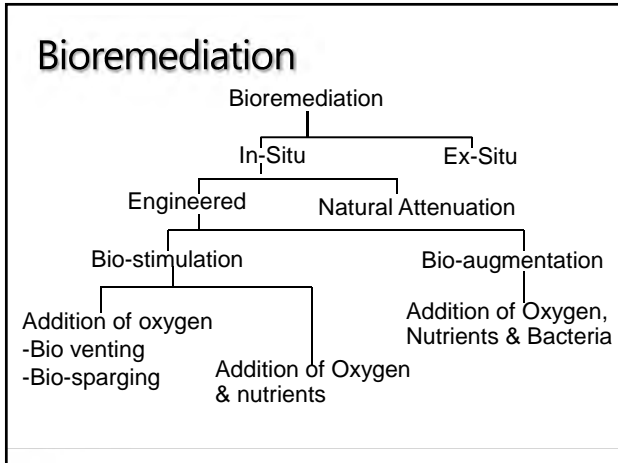 Bioremediation
Bioremediation
In-Situ
Ex-Situ
Engineered
Natural Attenuation
Bio-stimulation
Bio-augmentation
Addition of oxygen
-Bio venting
-Bio-sparging
Addition of Oxygen
& nutrients
Addition of Oxygen,
Nutrients & Bacteria